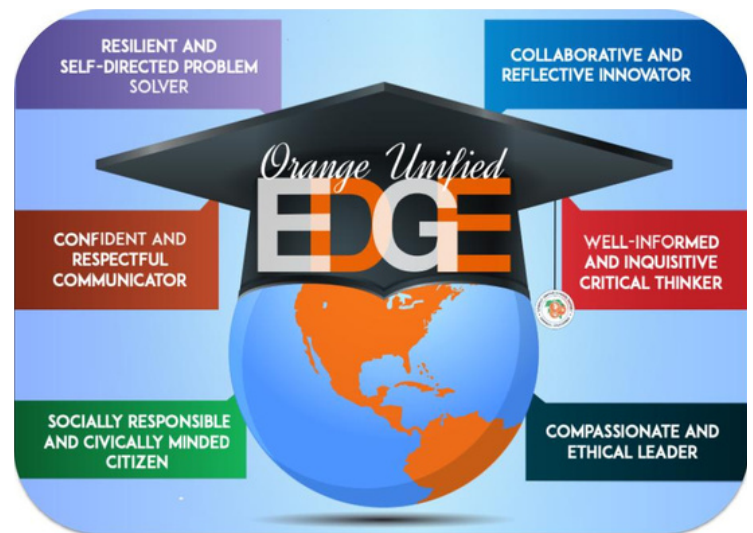 RESILIENT AND
SELF-DIRECTED PROBLEM
SOLVER
COLLABORATIVE AND
REFLECTIVE INNOVATOR
Orange Unified
EDGE
CONFIDENT AND
RESPECTFUL
COMMUNICATOR
WELL-INFORMED
AND INQUISITIVE
CRITICAL THINKER
SOCIALLY RESPONSIBLE
AND CIVICALLY MINDED
CITIZEN
COMPASSIONATE AND
ETHICAL LEADER